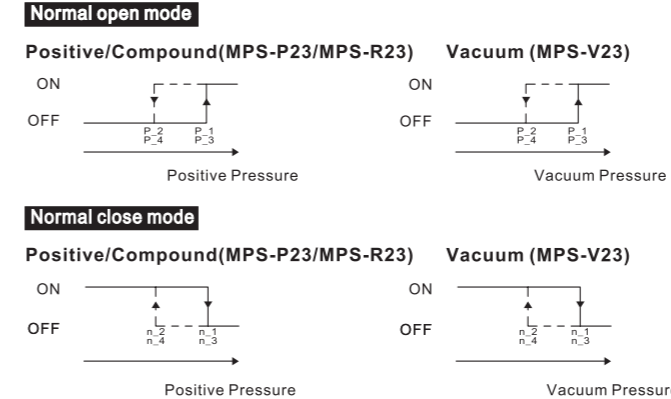 Normal open mode
Positive/Compound(MPS-P23/MPS-R23) Vacuum (MPS-V23)
ON ON
OFF OFF
P_2 P_1 P_2 P_1
P_4 P_3 P_4 P_3
Positive Pressure Vacuum Pressure
Normal close mode
Positive/Compound(MPS-P23/MPS-R23) Vacuum (MPS-V23)
ON ON
OFF OFF
n_2 n_1 n_2 n_1
n_4 n_3 n_4 n_3
Positive Pressure Vacuum Pressure